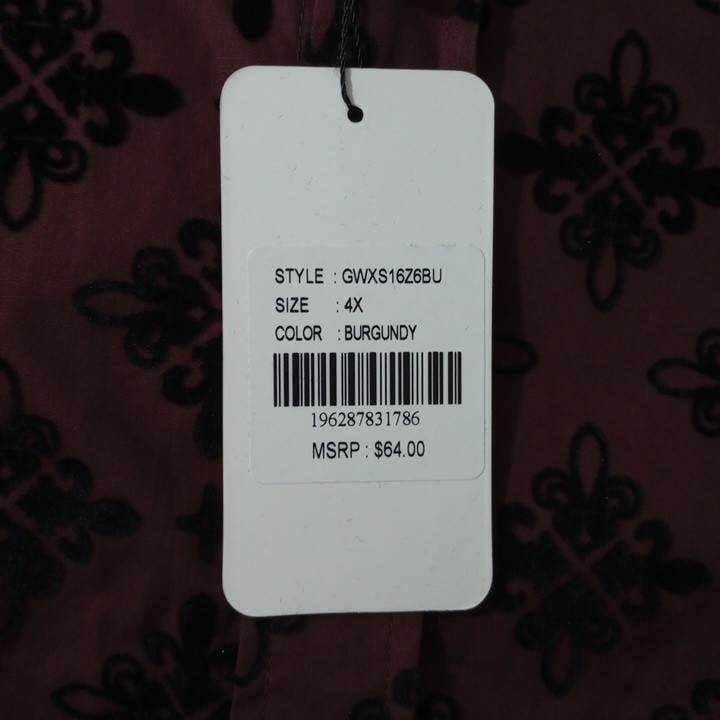 STYLE : GWXS16Z6BU
SIZE : 4X
COLOR : BURGUNDY
196287831786
MSRP : $64.00